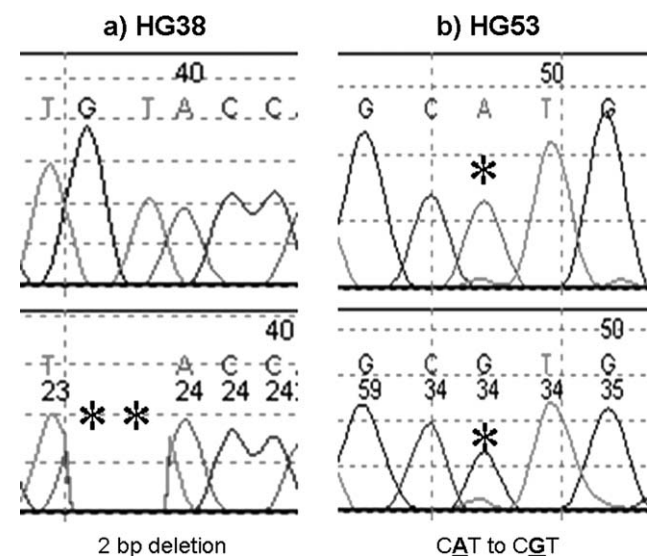 a) HG38
b) HG53
40
T G T A C C
50
G C A T G
*
40
T A C C
23 24 24 24
* *
50
G C G T G
59 34 34 34 35
*
2 bp deletion
CAT to CGT